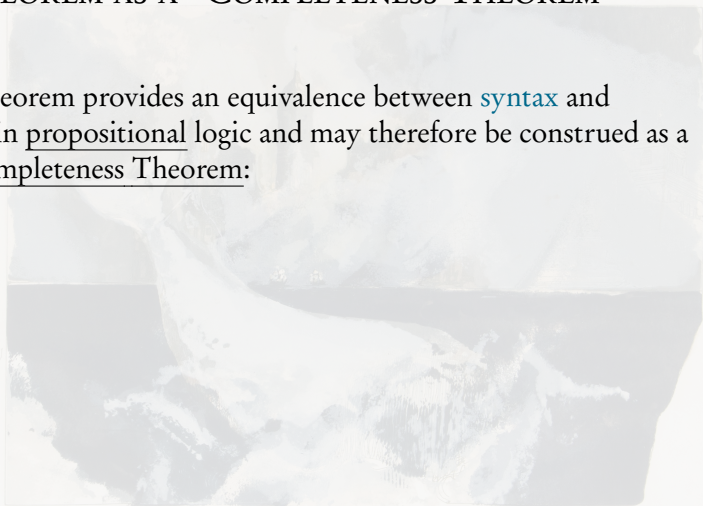 AS A COMPLETENESS THEOREM
eorem provides an equivalence between syntax and
in propositional logic and may therefore be construed as a
mpleteness Theorem: